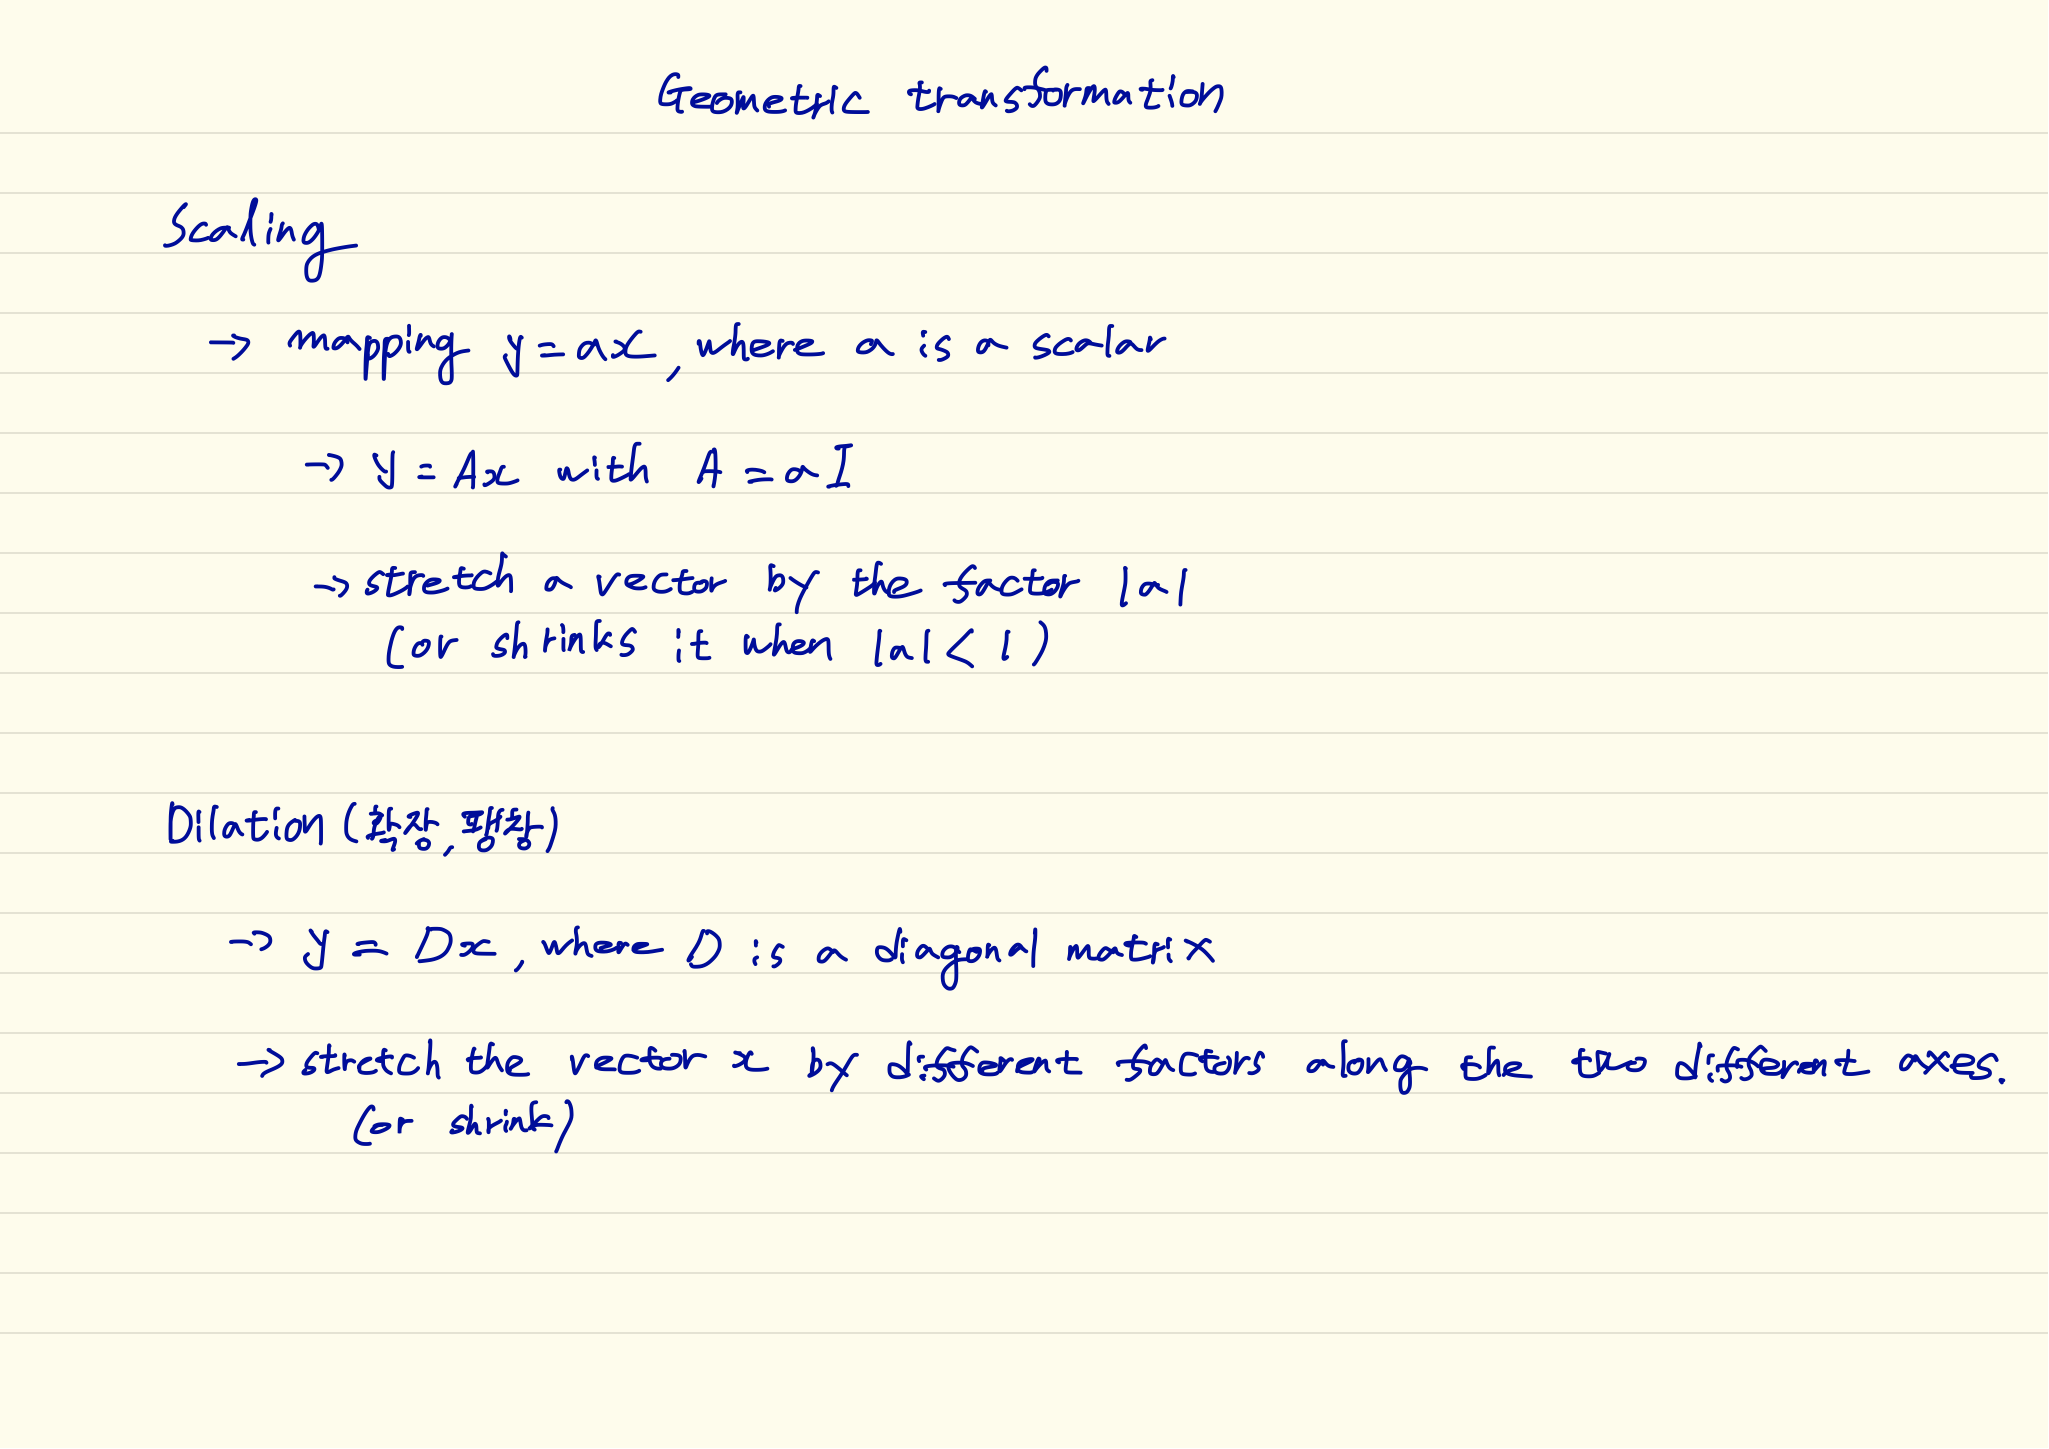 Geometric transformation
Scaling
→ mapping y = ax, where a is a scalar
→ y = Ax with A = aI
→ stretch a vector by the factor |a|
(or shrinks it when |a| < 1)
Dilation (확장, 팽창)
→ y = Dx, where D is a diagonal matrix
→ stretch the vector x by different factors along the two different axes.
(or shrink)